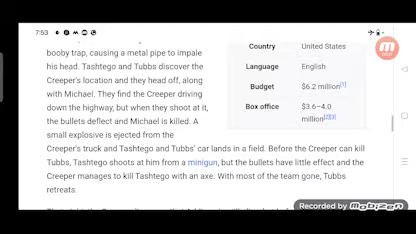 7:53
booby trap, causing a metal pipe to impale
his head. Tashtego and Tubbs discover the
Creeper's location and they head off, along
with Michael. They find the Creeper driving
down the highway, but when they shoot at it,
the bullets deflect and Michael is killed. A
small explosive is ejected from the
Creeper's truck and Tashtego and Tubbs' car lands in a field. Before the Creeper can kill
Tubbs, Tashtego shoots at him from a minigun, but the bullets have little effect and the
Creeper manages to kill Tashtego with an axe. With most of the team gone, Tubbs
retreats.
Country United States
Language English
Budget $6.2 million[1]
Box office $3.6–4.0
million[2][3]
Recorded by Mobizen